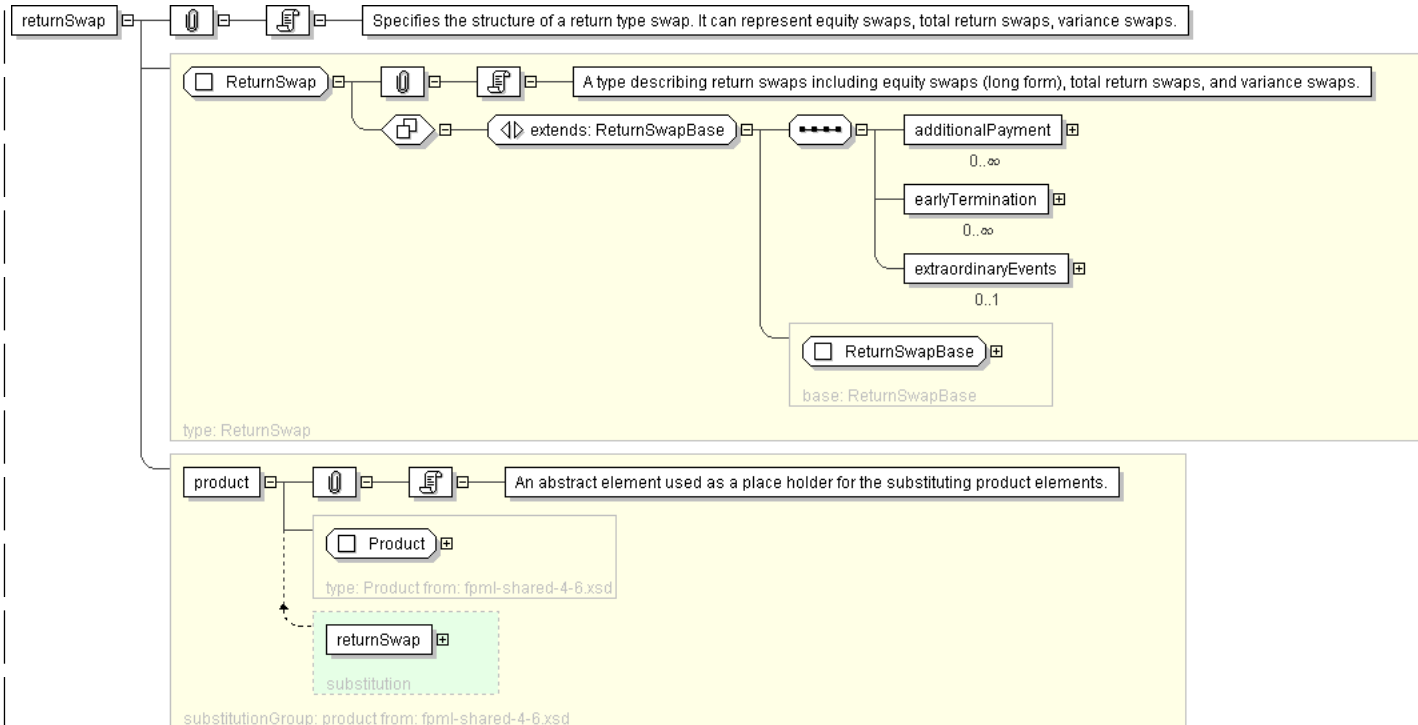 returnSwap
Specifies the structure of a return type swap. It can represent equity swaps, total return swaps, variance swaps.
ReturnSwap
A type describing return swaps including equity swaps (long form), total return swaps, and variance swaps.
extends: ReturnSwapBase
additionalPayment
0..∞
earlyTermination
0..∞
extraordinaryEvents
0..1
ReturnSwapBase
base: ReturnSwapBase
type: ReturnSwap
product
An abstract element used as a place holder for the substituting product elements.
Product
type: Product from: fpml-shared-4-6.xsd
returnSwap
substitution
substitutionGroup: product from: fpml-shared-4-6.xsd